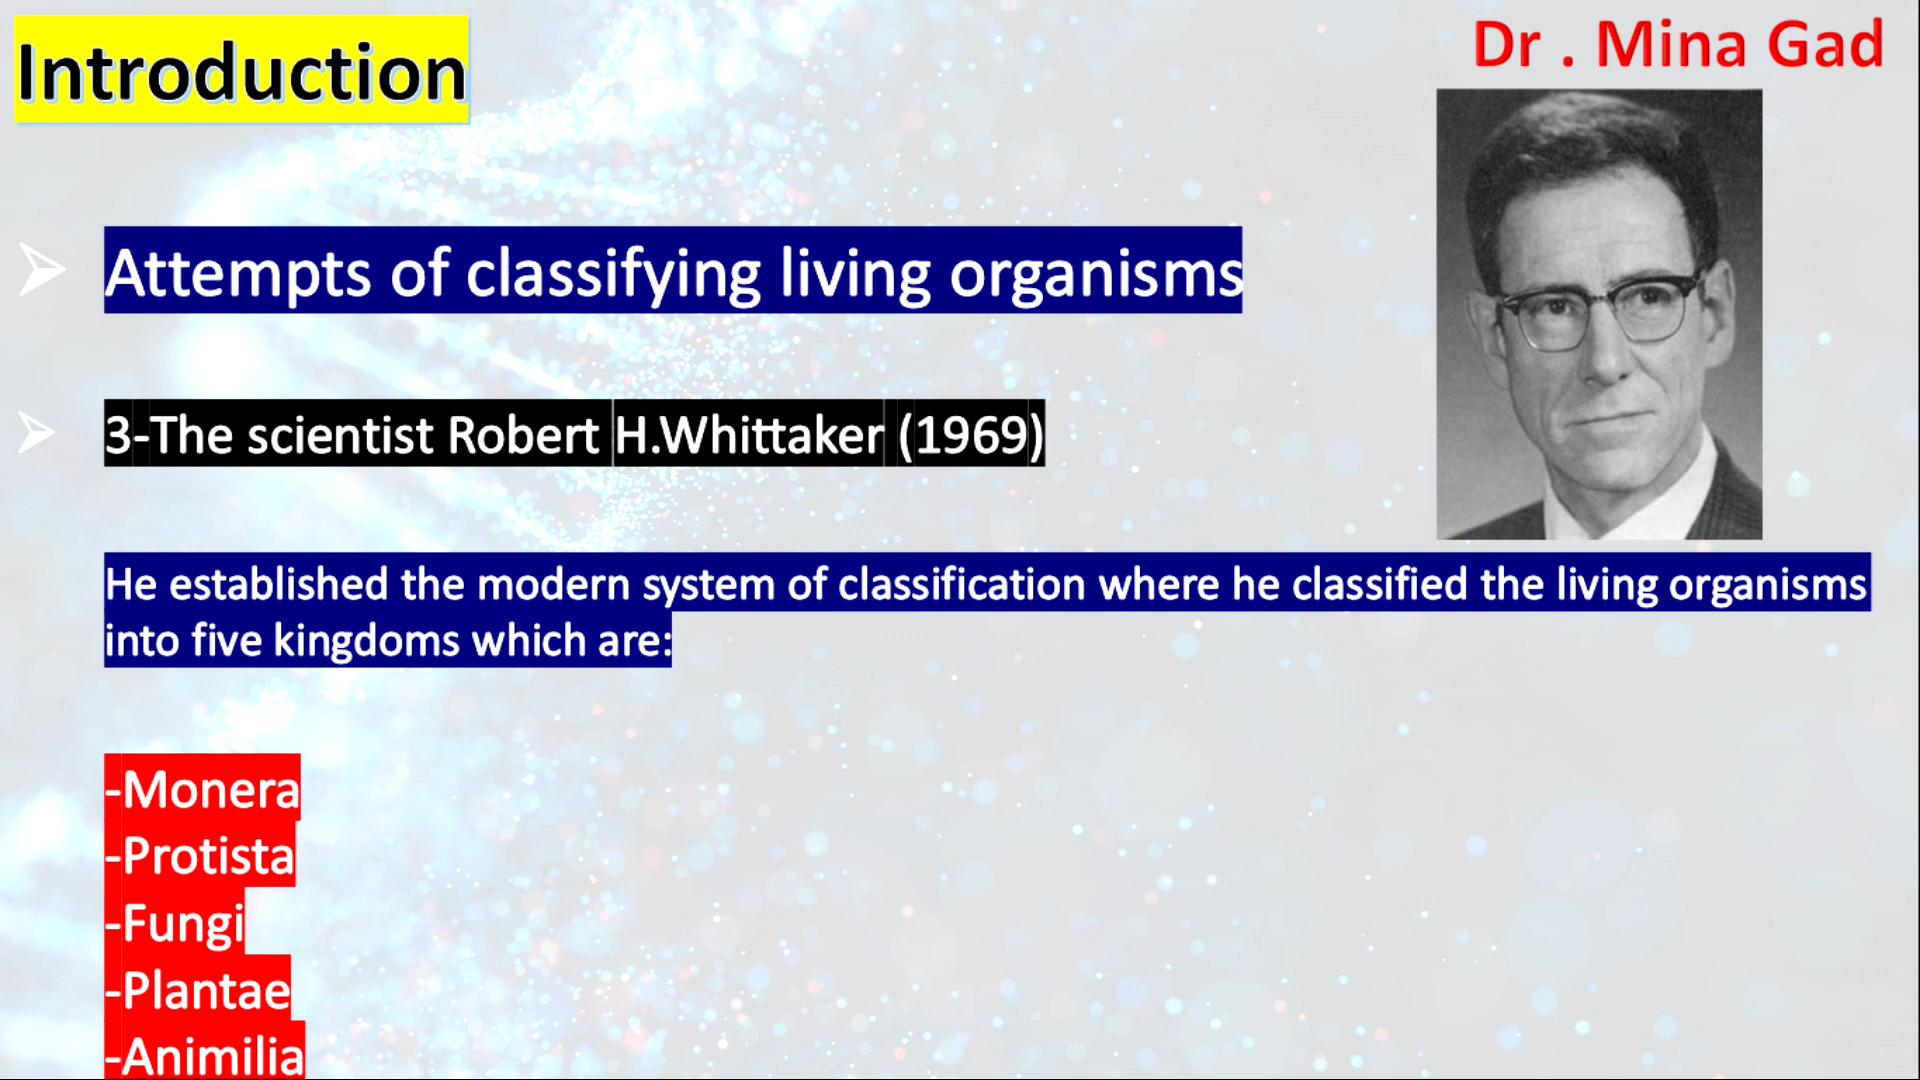 Introduction
Dr . Mina Gad
Attempts of classifying living organisms
3-The scientist Robert H.Whittaker (1969)
He established the modern system of classification where he classified the living organisms
into five kingdoms which are:
-Monera
-Protista
-Fungi
-Plantae
-Animilia